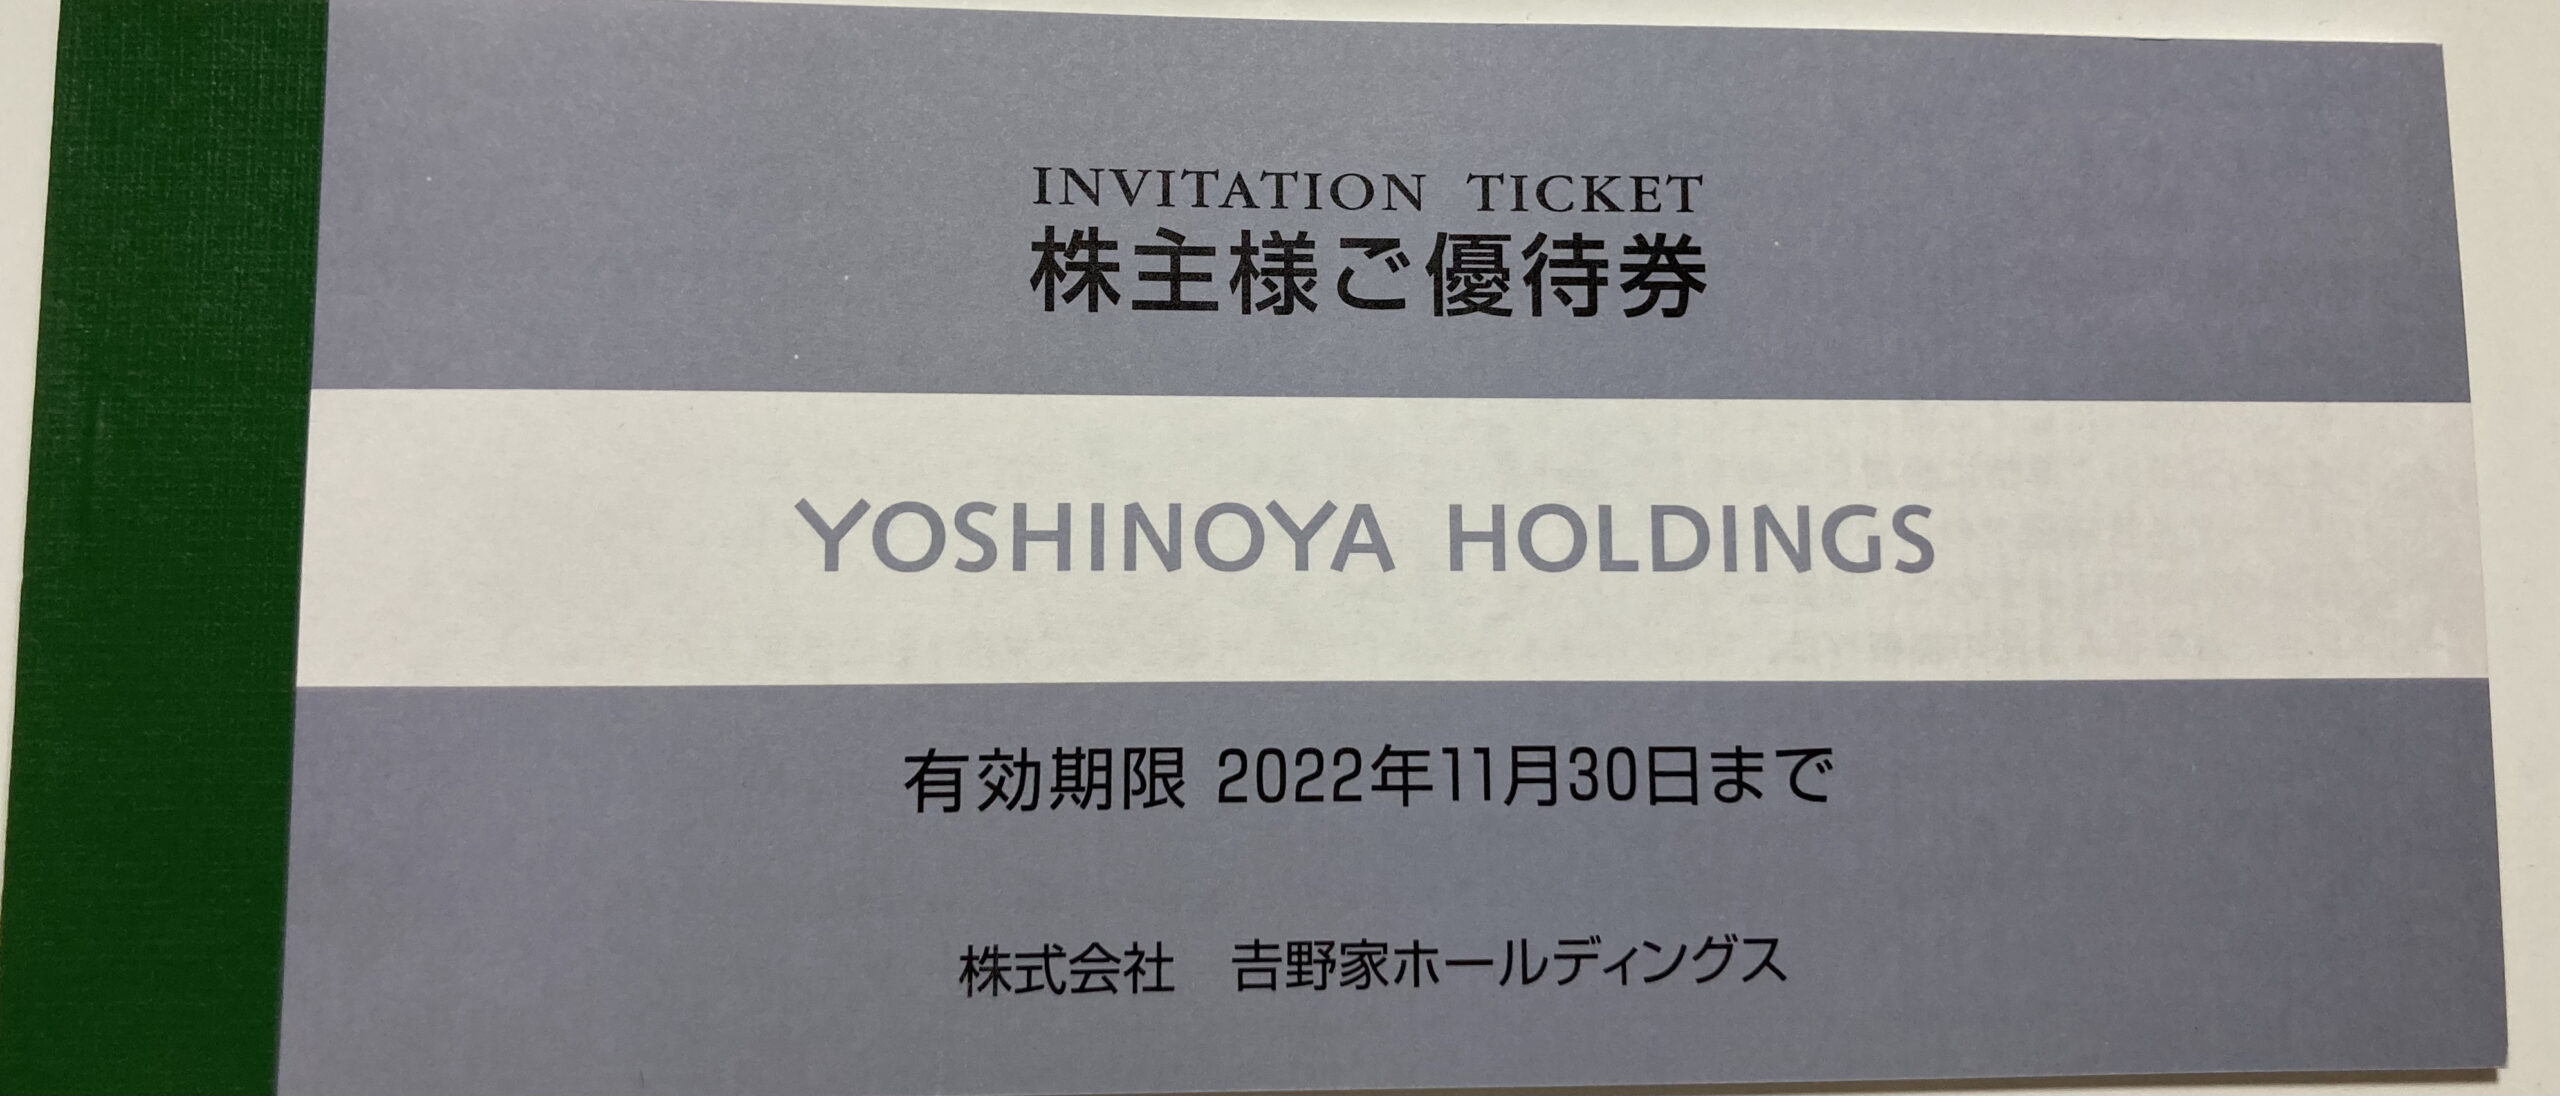 INVITATION TICKET
株主様ご優待券
YOSHINOYA HOLDINGS
有効期限 2022年11月30日まで
株式会社　𠮷野家ホールディングス